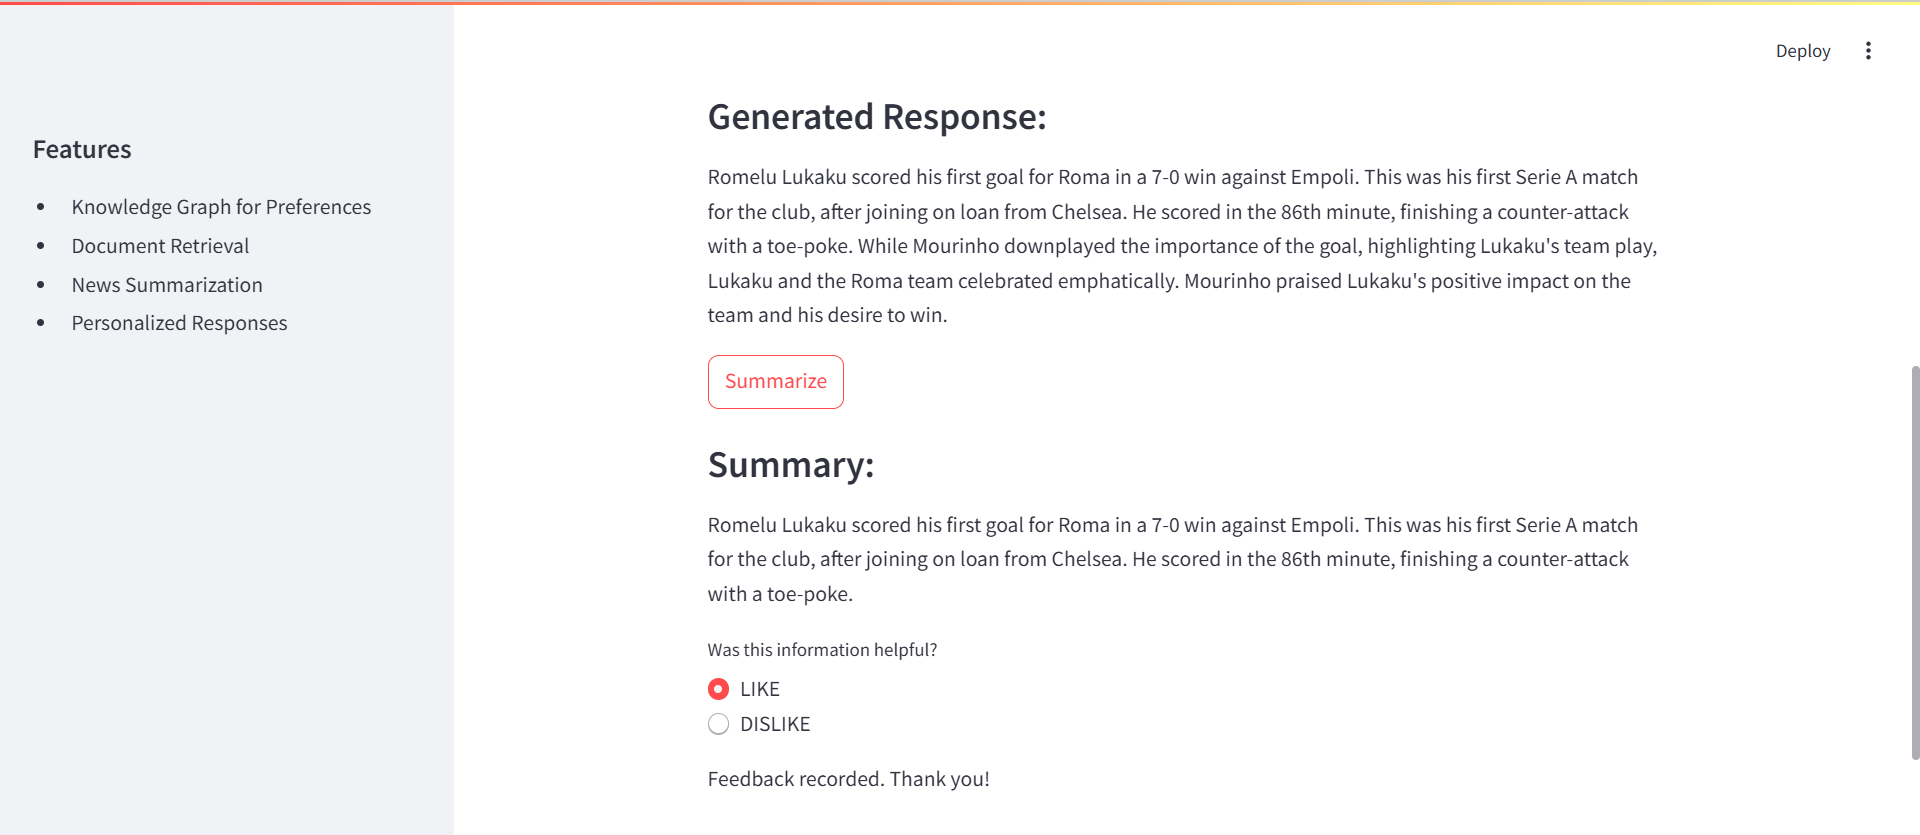 Deploy
Features
Knowledge Graph for Preferences
Document Retrieval
News Summarization
Personalized Responses
Generated Response:
Romelu Lukaku scored his first goal for Roma in a 7-0 win against Empoli. This was his first Serie A match
for the club, after joining on loan from Chelsea. He scored in the 86th minute, finishing a counter-attack
with a toe-poke. While Mourinho downplayed the importance of the goal, highlighting Lukaku's team play,
Lukaku and the Roma team celebrated emphatically. Mourinho praised Lukaku's positive impact on the
team and his desire to win.
Summarize
Summary:
Romelu Lukaku scored his first goal for Roma in a 7-0 win against Empoli. This was his first Serie A match
for the club, after joining on loan from Chelsea. He scored in the 86th minute, finishing a counter-attack
with a toe-poke.
Was this information helpful?
LIKE
DISLIKE
Feedback recorded. Thank you!